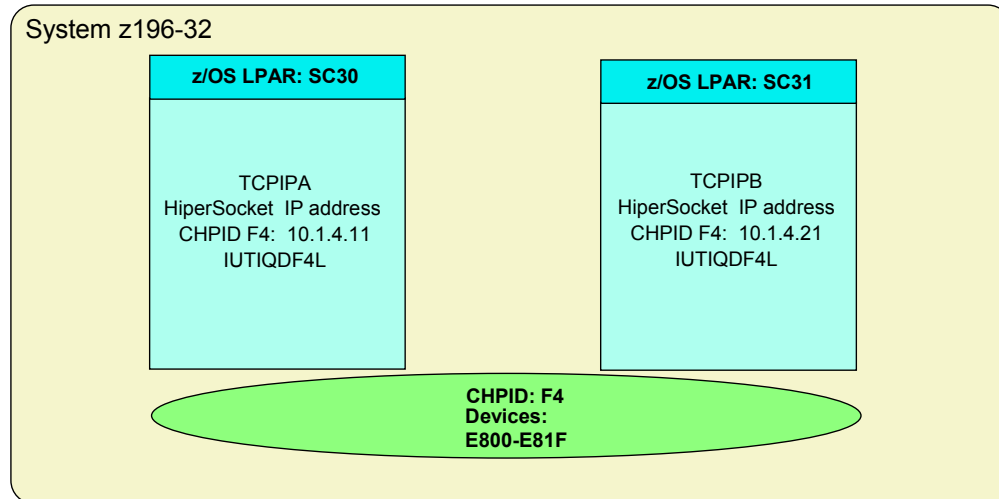 System z196-32
z/OS LPAR: SC30
TCPIPA
HiperSocket IP address
CHPID F4: 10.1.4.11
IUTIQDF4L
z/OS LPAR: SC31
TCPIPB
HiperSocket IP address
CHPID F4: 10.1.4.21
IUTIQDF4L
CHPID: F4
Devices:
E800-E81F